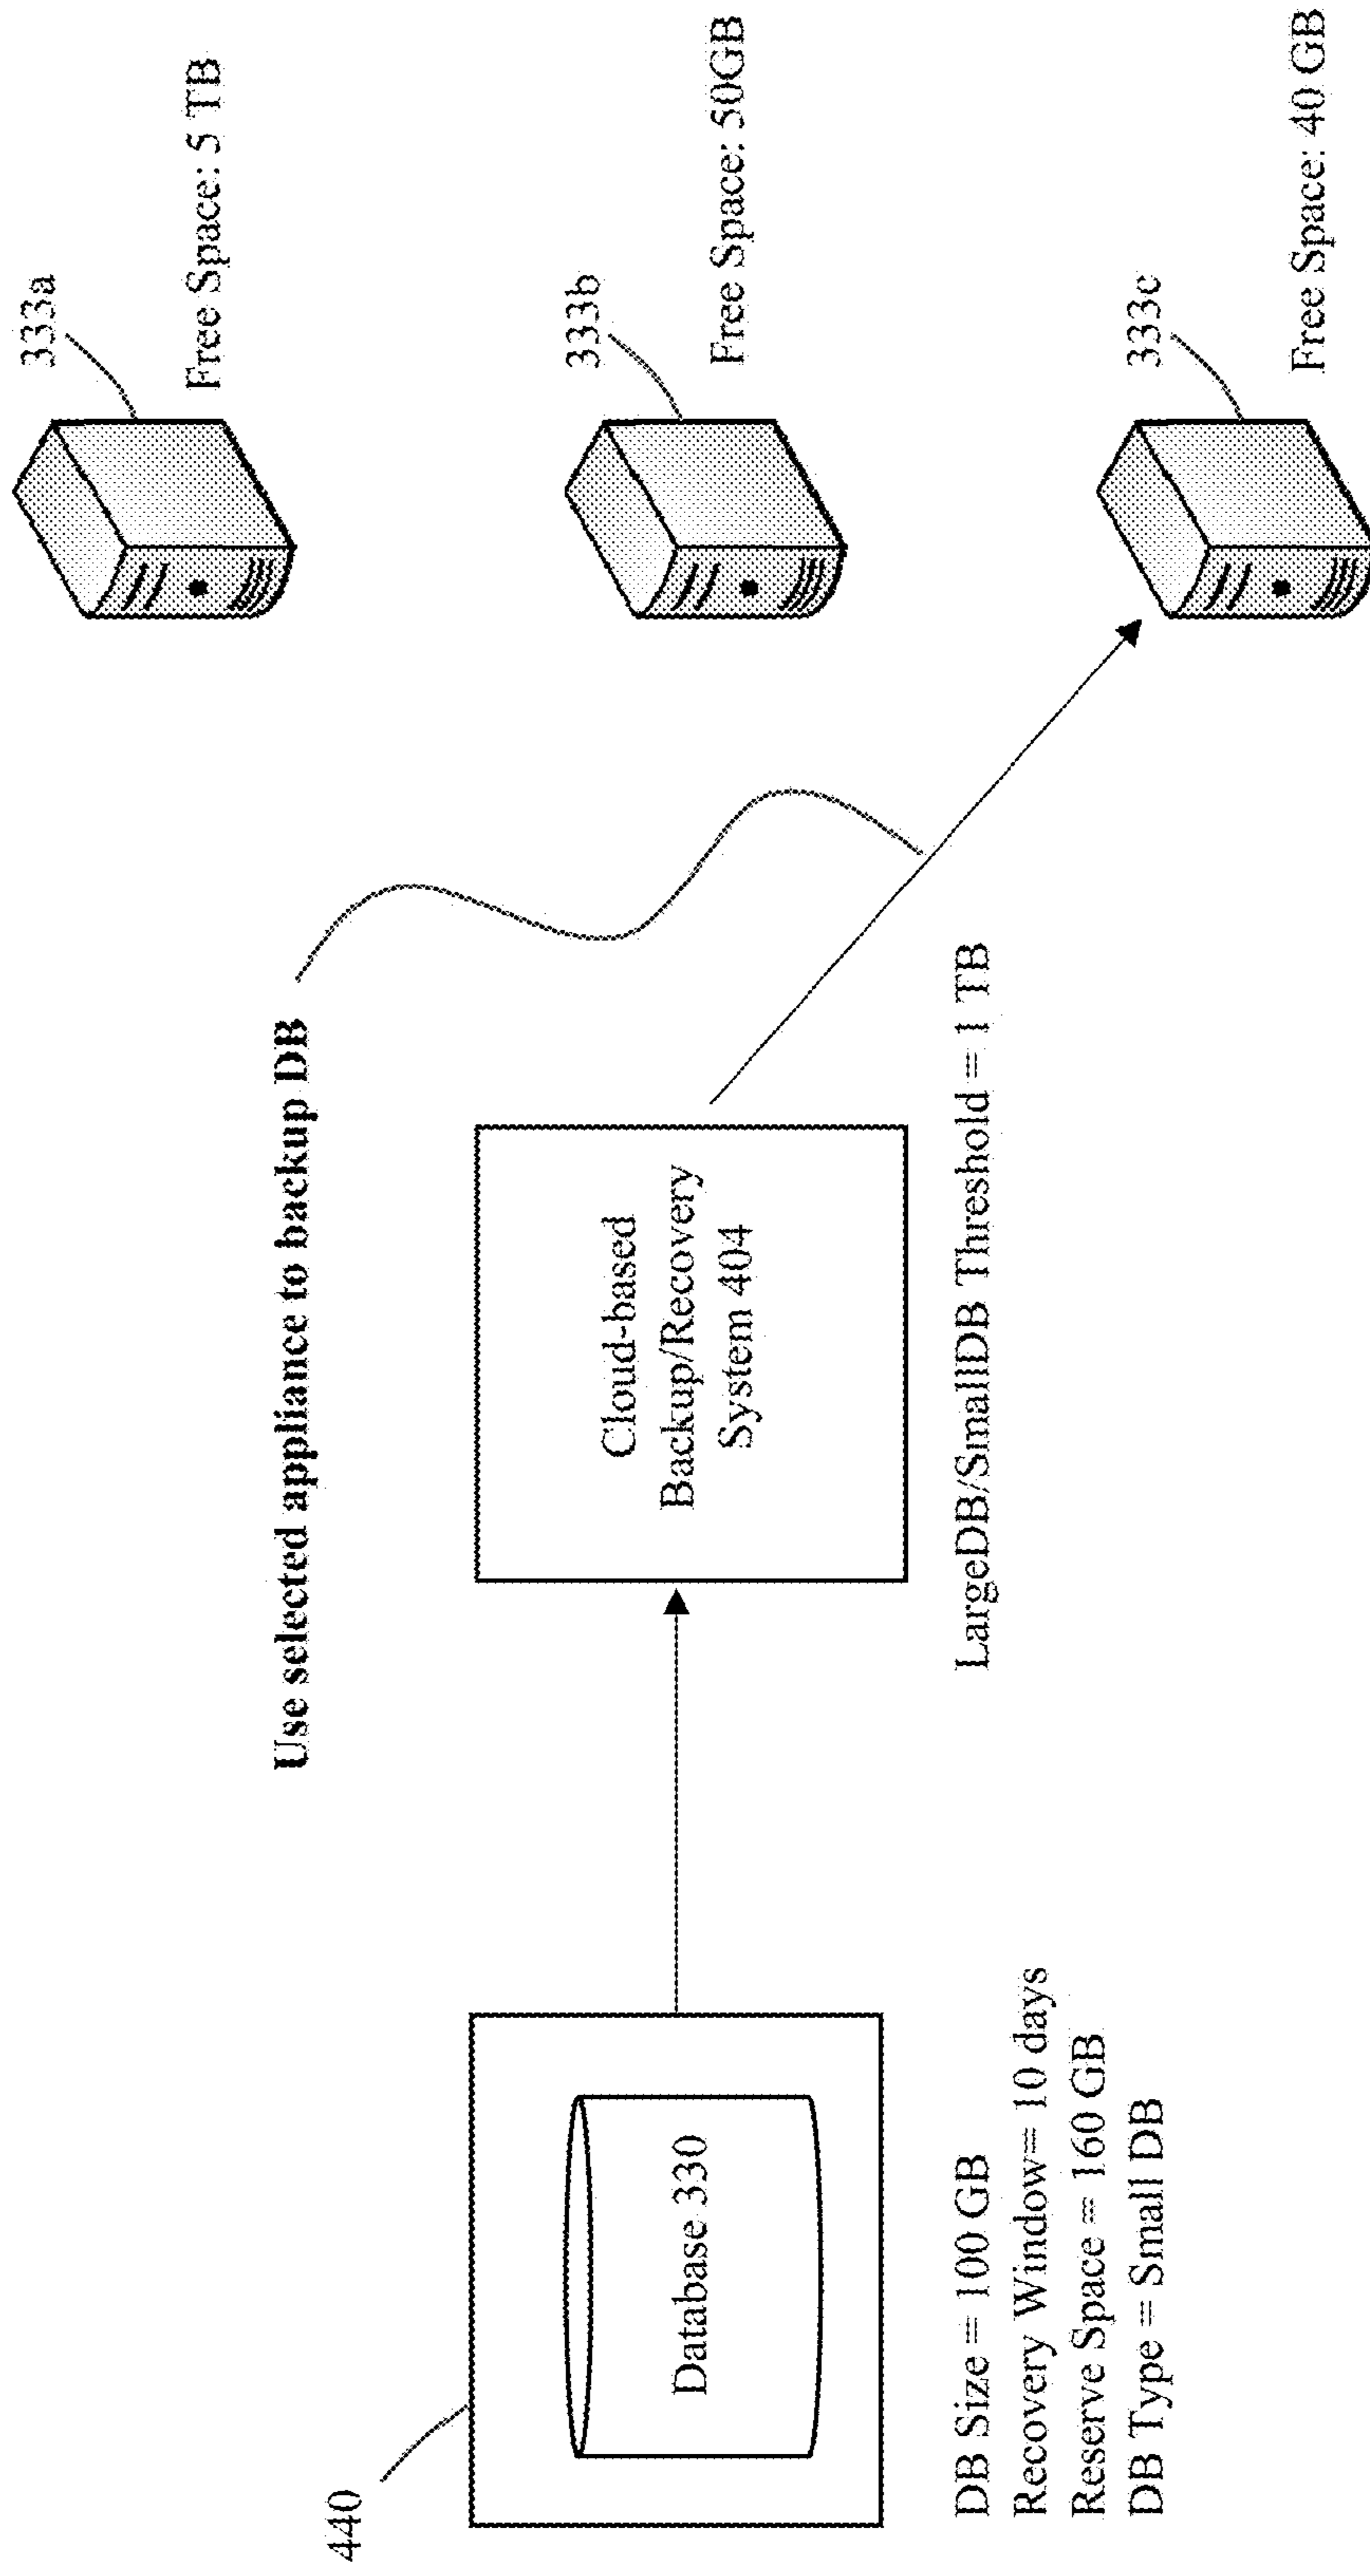 Use selected appliance to backup DB
440
Database 330
DB Size = 100 GB
Recovery Window= 10 days
Reserve Space = 160 GB
DB Type = Small DB
Cloud-based
Backup/Recovery
System 404
LargeDB/SmallDB Threshold = 1 TB
333a
Free Space: 5 TB
333b
Free Space: 50GB
333c
Free Space: 40 GB